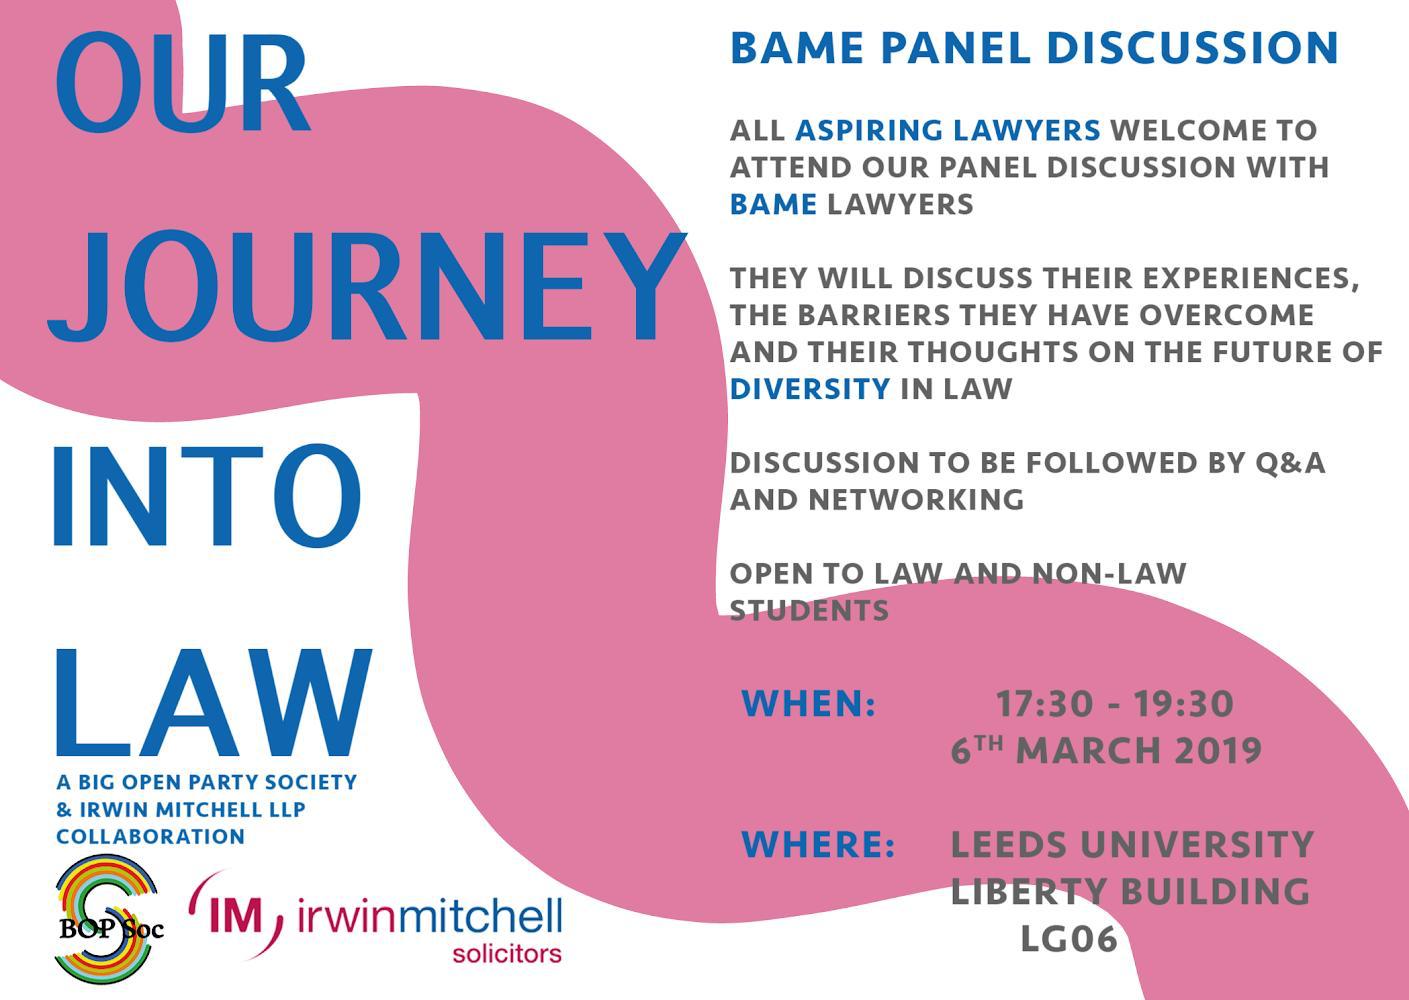 OUR
JOURNEY
INTO
LAW
A BIG OPEN PARTY SOCIETY
& IRWIN MITCHELL LLP
COLLABORATION
BOP Soc
IM irwinmitchell
solicitors
BAME PANEL DISCUSSION
ALL ASPIRING LAWYERS WELCOME TO
ATTEND OUR PANEL DISCUSSION WITH
BAME LAWYERS
THEY WILL DISCUSS THEIR EXPERIENCES,
THE BARRIERS THEY HAVE OVERCOME
AND THEIR THOUGHTS ON THE FUTURE OF
DIVERSITY IN LAW
DISCUSSION TO BE FOLLOWED BY Q&A
AND NETWORKING
OPEN TO LAW AND NON-LAW
STUDENTS
WHEN: 17:30 - 19:30
6TH MARCH 2019
WHERE: LEEDS UNIVERSITY
LIBERTY BUILDING
LG06